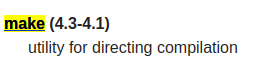 make (4.3-4.1)
utility for directing compilation